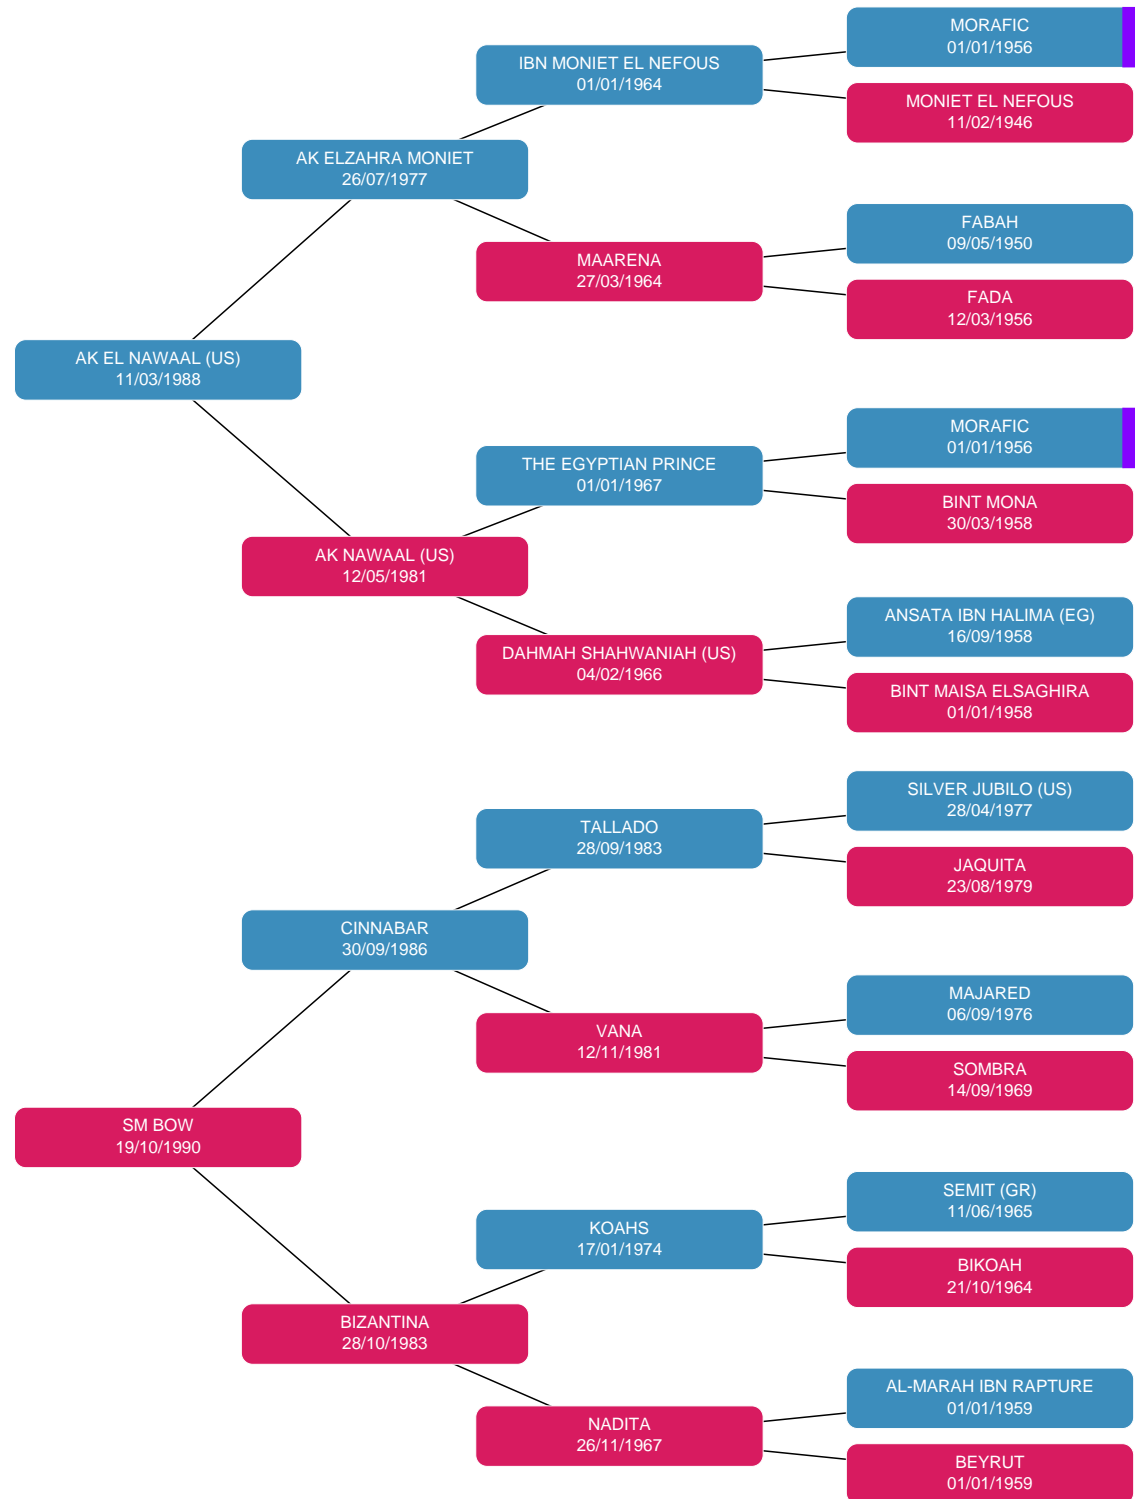 MORAFIC
01/01/1956
IBN MONIET EL NEFOUS
01/01/1964
MONIET EL NEFOUS
11/02/1946
AK ELZAHRA MONIET
26/07/1977
FABAH
09/05/1950
MAARENA
27/03/1964
FADA
12/03/1956
AK EL NAWAAL (US)
11/03/1988
MORAFIC
01/01/1956
THE EGYPTIAN PRINCE
01/01/1967
BINT MONA
30/03/1958
AK NAWAAL (US)
12/05/1981
ANSATA IBN HALIMA (EG)
16/09/1958
DAHMAH SHAHWANIAH (US)
04/02/1966
BINT MAISA ELSAGHIRA
01/01/1958
SILVER JUBILO (US)
28/04/1977
TALLADO
28/09/1983
JAQUITA
23/08/1979
CINNABAR
30/09/1986
MAJARED
06/09/1976
VANA
12/11/1981
SOMBRA
14/09/1969
SM BOW
19/10/1990
SEMIT (GR)
11/06/1965
KOAHS
17/01/1974
BIKOAH
21/10/1964
BIZANTINA
28/10/1983
AL-MARAH IBN RAPTURE
01/01/1959
NADITA
26/11/1967
BEYRUT
01/01/1959